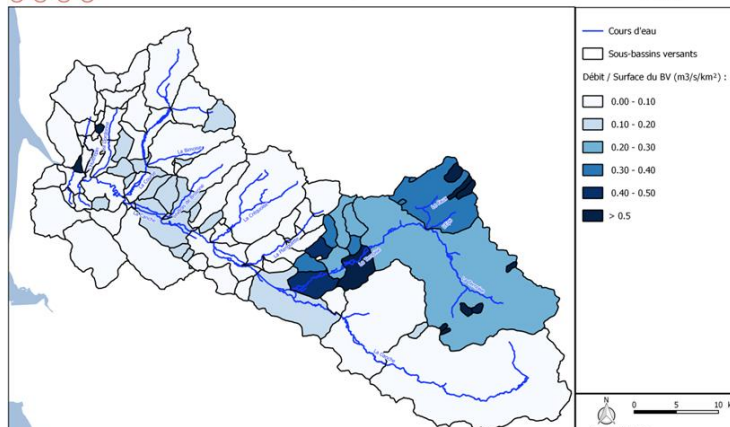 Cours d'eau
Sous-bassins versants
Débit / Surface du BV (m3/s/km²) :
0.00 - 0.10
0.10 - 0.20
0.20 - 0.30
0.30 - 0.40
0.40 - 0.50
> 0.5
N
0 5 10 k